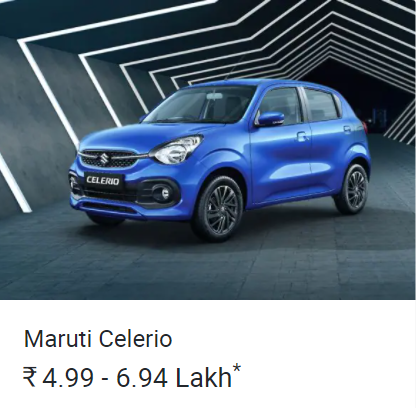 CELERIO
Maruti Celerio
₹ 4.99 - 6.94 Lakh*